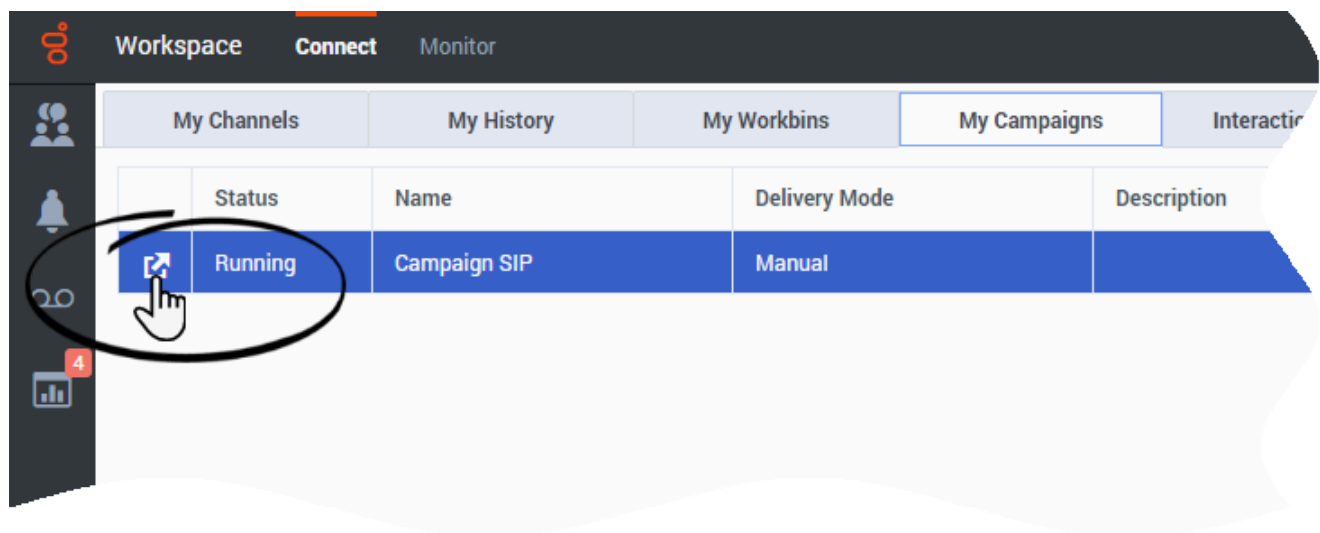 Workspace Connect Monitor
My Channels My History My Workbins My Campaigns
Status Name Delivery Mode Description
Running Campaign SIP Manual
4